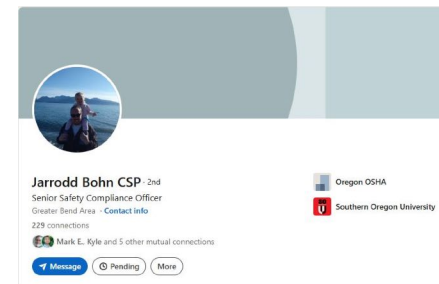 Jarrodd Bohn CSP · 2nd
Senior Safety Compliance Officer
Greater Bend Area · Contact info
229 connections
Mark E., Kyle and 5 other mutual connections
Message
Pending
More
Oregon OSHA
Southern Oregon University